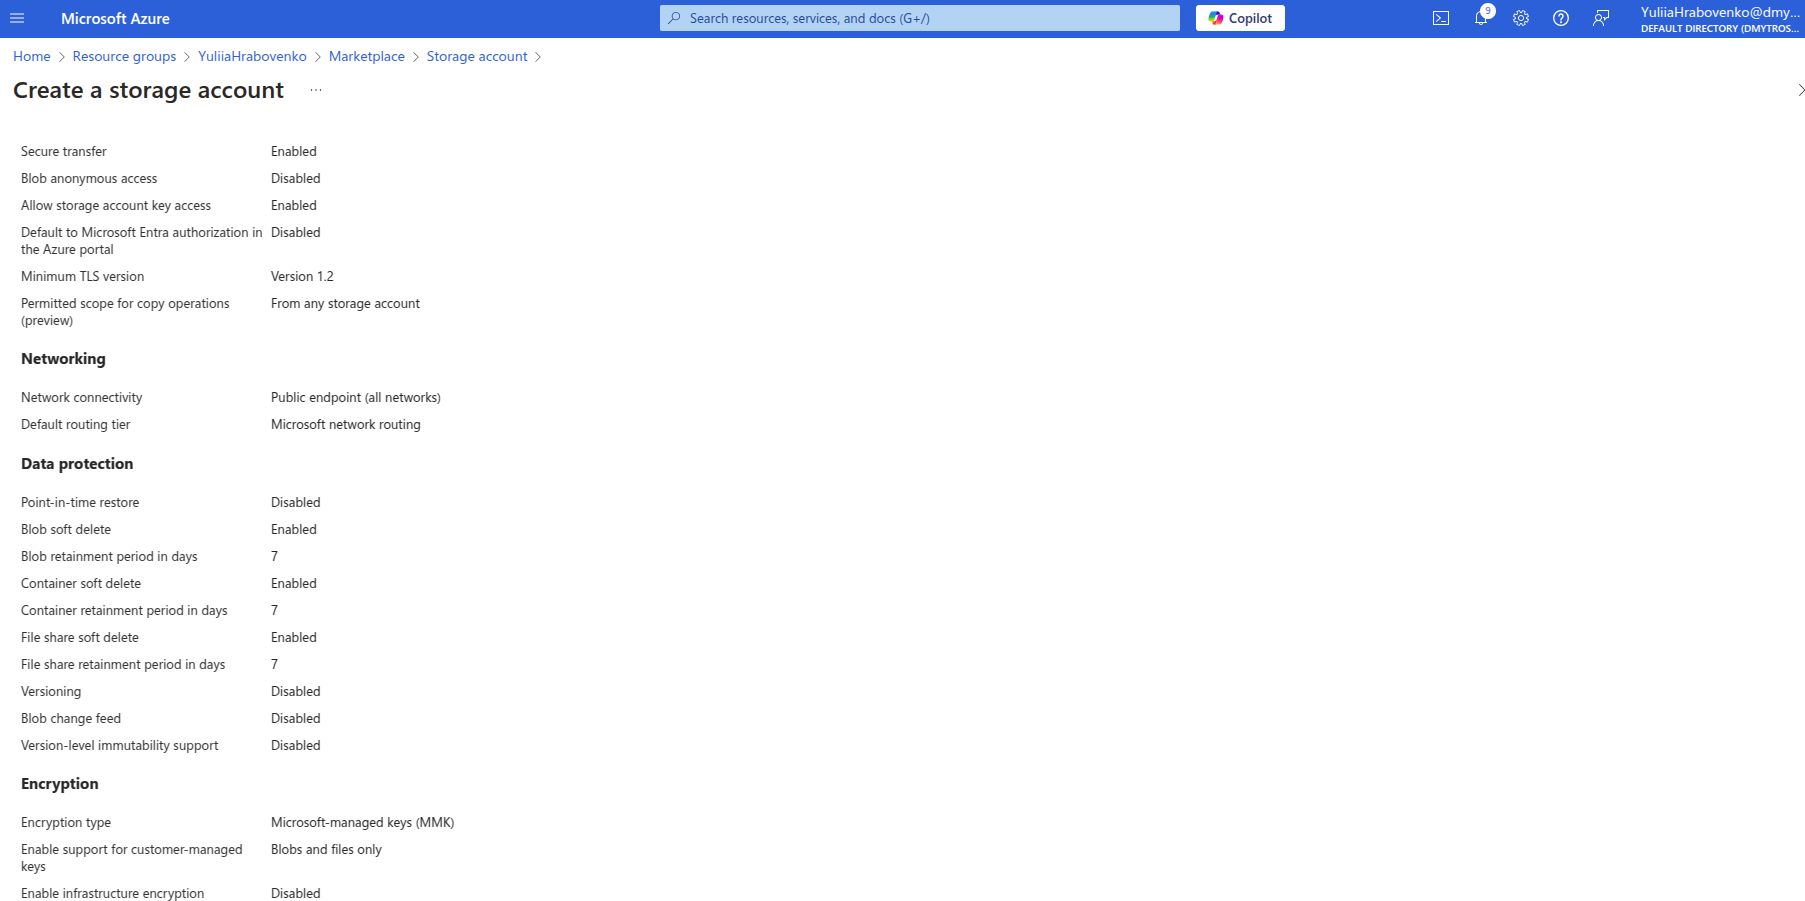 Microsoft Azure
Search resources, services, and docs (G+/)
Copilot
9
YuliiaHrabovenko@dmy...
DEFAULT DIRECTORY (DMYTROS...
Home > Resource groups > YuliiaHrabovenko > Marketplace > Storage account >
Create a storage account ...
Secure transfer Enabled
Blob anonymous access Disabled
Allow storage account key access Enabled
Default to Microsoft Entra authorization in Disabled
the Azure portal
Minimum TLS version Version 1.2
Permitted scope for copy operations From any storage account
(preview)
Networking
Network connectivity Public endpoint (all networks)
Default routing tier Microsoft network routing
Data protection
Point-in-time restore Disabled
Blob soft delete Enabled
Blob retainment period in days 7
Container soft delete Enabled
Container retainment period in days 7
File share soft delete Enabled
File share retainment period in days 7
Versioning Disabled
Blob change feed Disabled
Version-level immutability support Disabled
Encryption
Encryption type Microsoft-managed keys (MMK)
Enable support for customer-managed Blobs and files only
keys
Enable infrastructure encryption Disabled